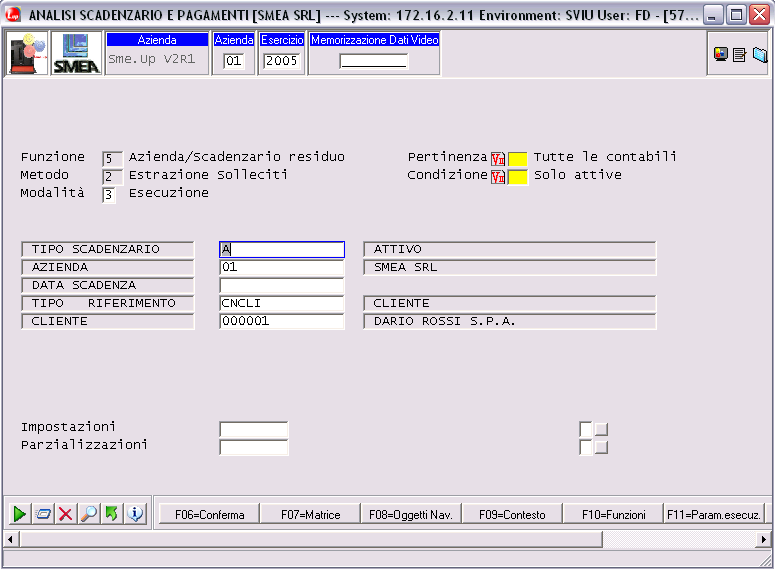 ANALISI SCADENZARIO E PAGAMENTI [SMEA SRL] --- System: 172.16.2.11 Environment: SVIU User: FD - [57...
SMEA
Azienda Azienda Esercizio Memorizzazione Dati Video
Sme.Up V2R1 01 2005
Funzione 5 Azienda/Scadenzario residuo Pertinenza Tutte le contabili
Metodo 2 Estrazione Solleciti Condizione Solo attive
Modalità 3 Esecuzione
TIPO SCADENZARIO A ATTIVO
AZIENDA 01 SMEA SRL
DATA SCADENZA
TIPO RIFERIMENTO CNCLI CLIENTE
CLIENTE 000001 DARIO ROSSI S.P.A.
Impostazioni
Parzializzazioni
F06=Conferma F07=Matrice F08=Oggetti Nav. F09=Contesto F10=Funzioni F11=Param.esecuz.